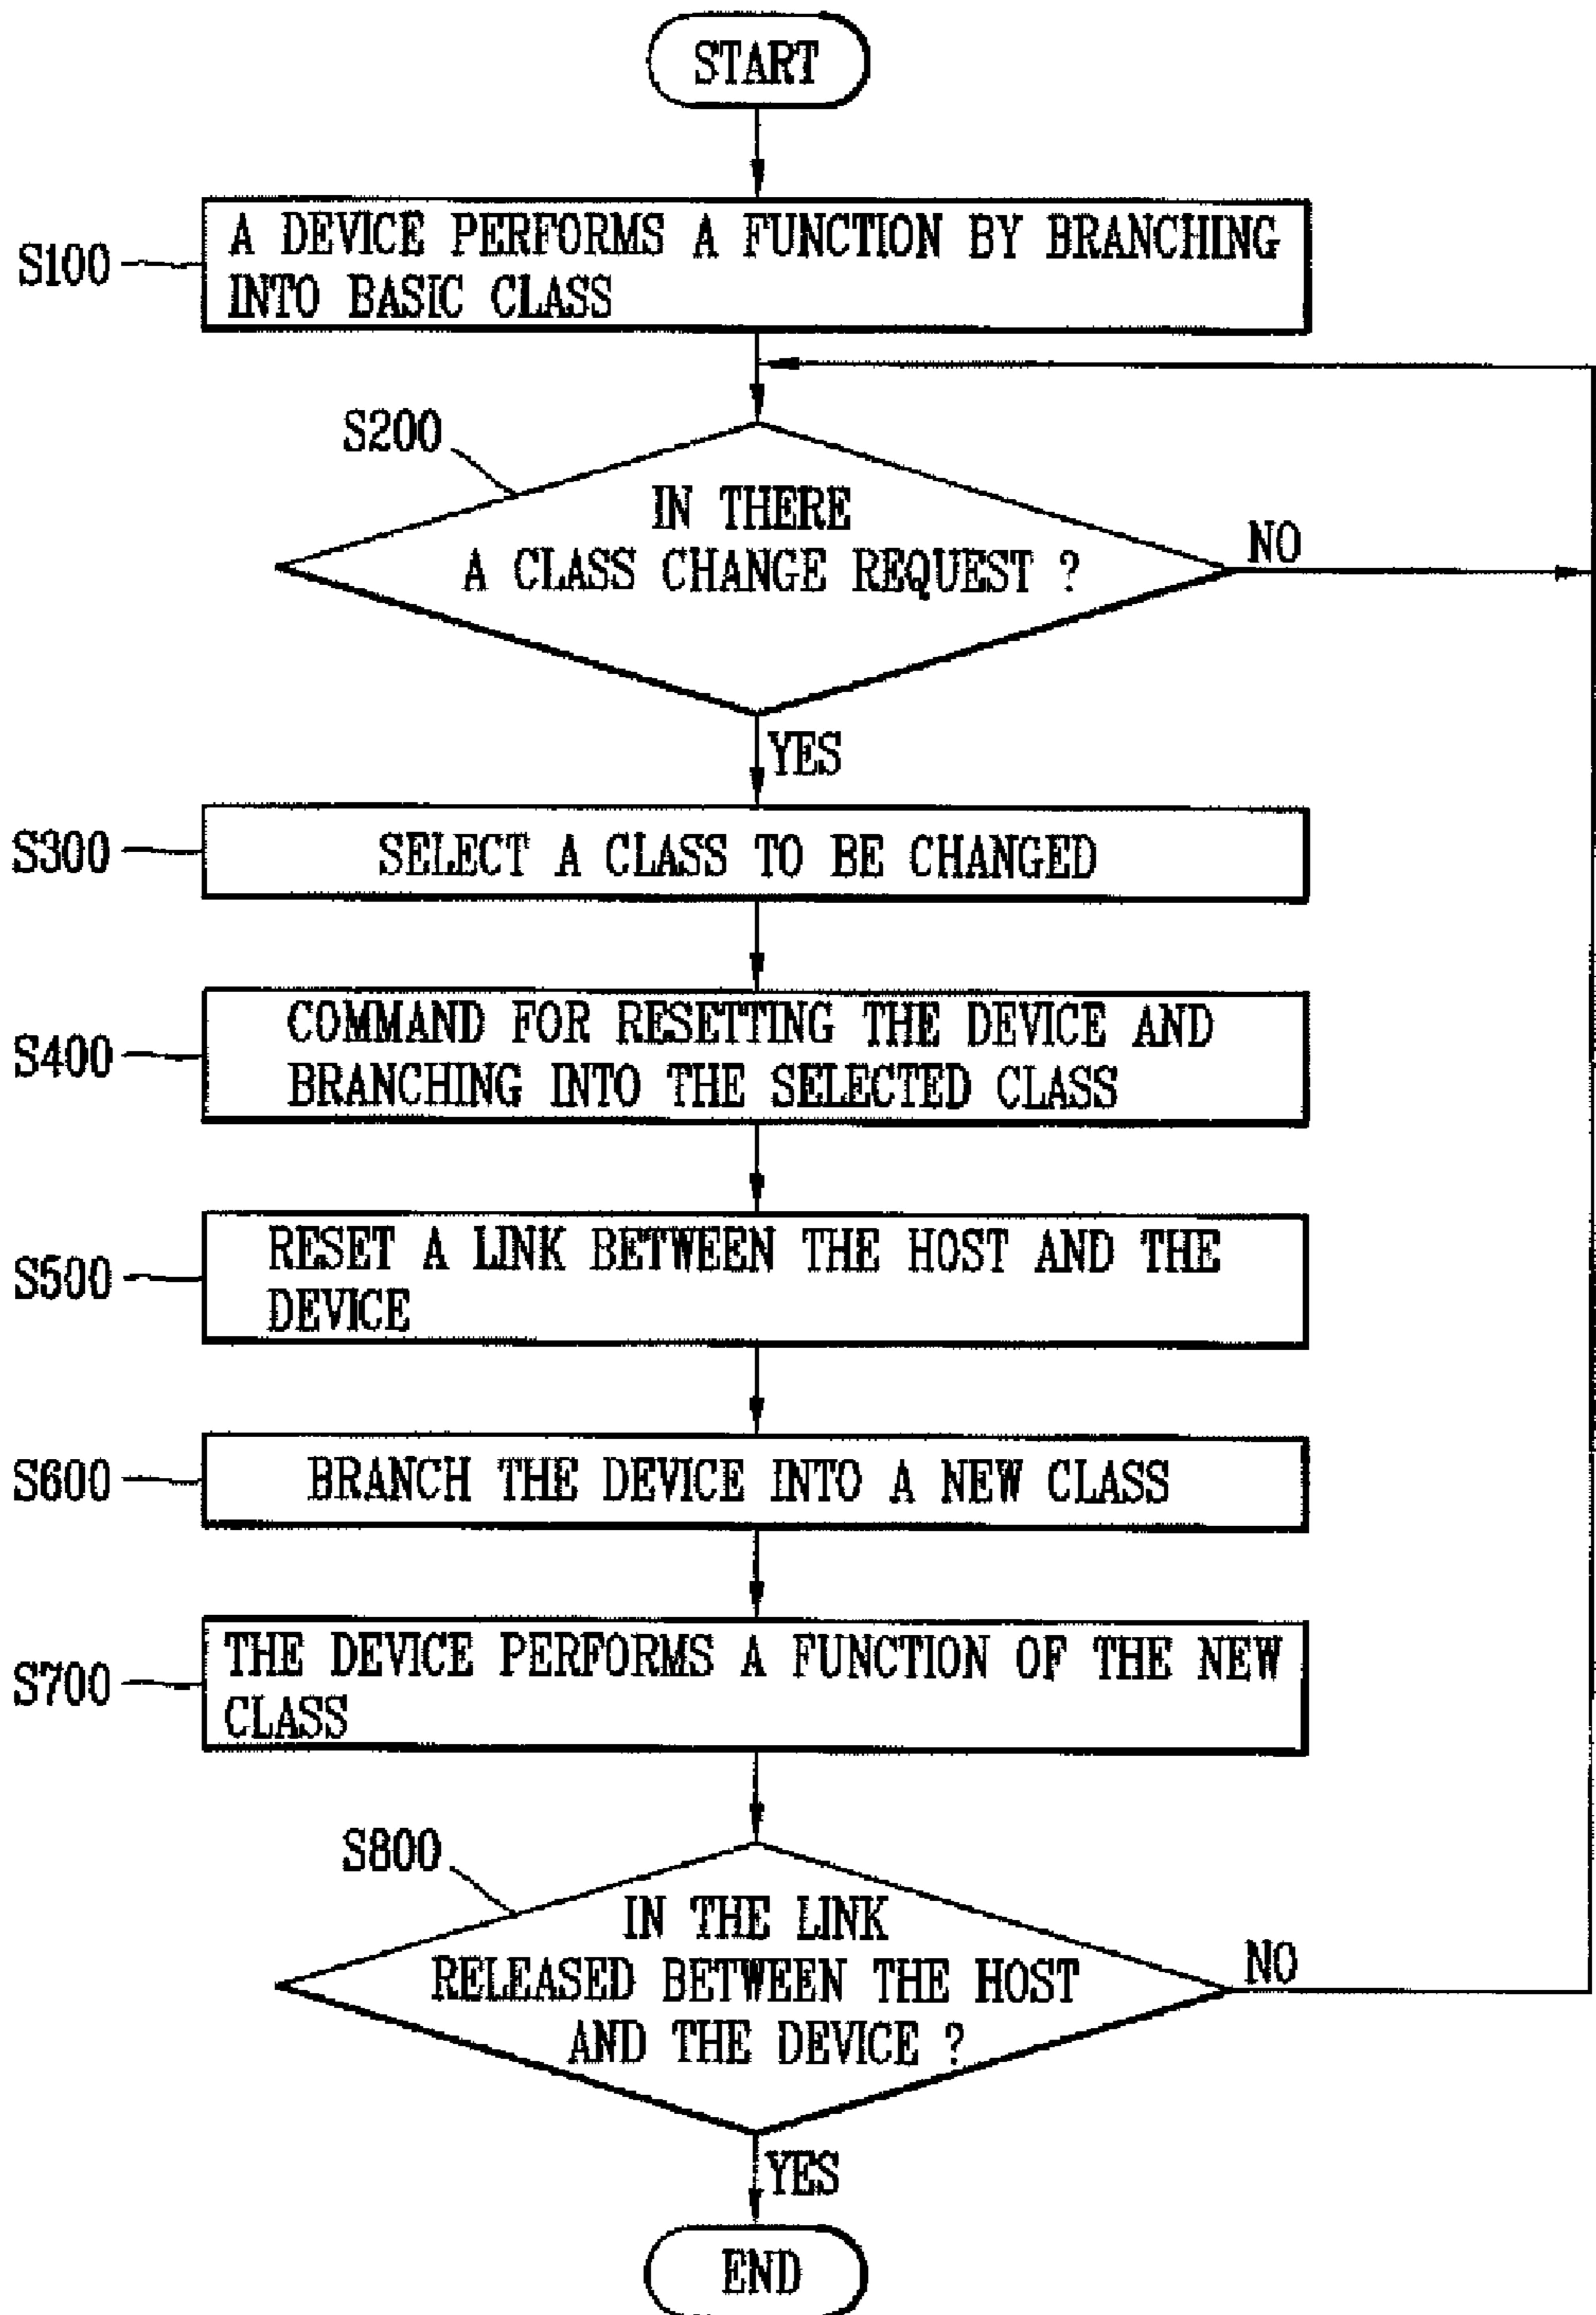 START
S100
A DEVICE PERFORMS A FUNCTION BY BRANCHING
INTO BASIC CLASS
S200
IN THERE
A CLASS CHANGE REQUEST ?
NO
YES
S300
SELECT A CLASS TO BE CHANGED
S400
COMMAND FOR RESETTING THE DEVICE AND
BRANCHING INTO THE SELECTED CLASS
S500
RESET A LINK BETWEEN THE HOST AND THE
DEVICE
S600
BRANCH THE DEVICE INTO A NEW CLASS
S700
THE DEVICE PERFORMS A FUNCTION OF THE NEW
CLASS
S800
IN THE LINK
RELEASED BETWEEN THE HOST
AND THE DEVICE ?
NO
YES
END